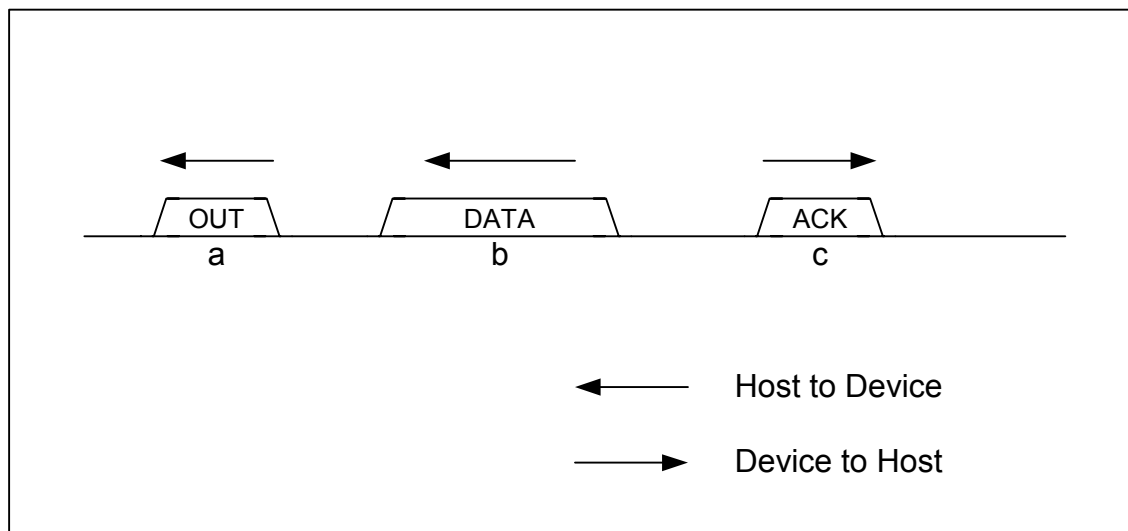 OUT DATA ACK
a b c
Host to Device
Device to Host